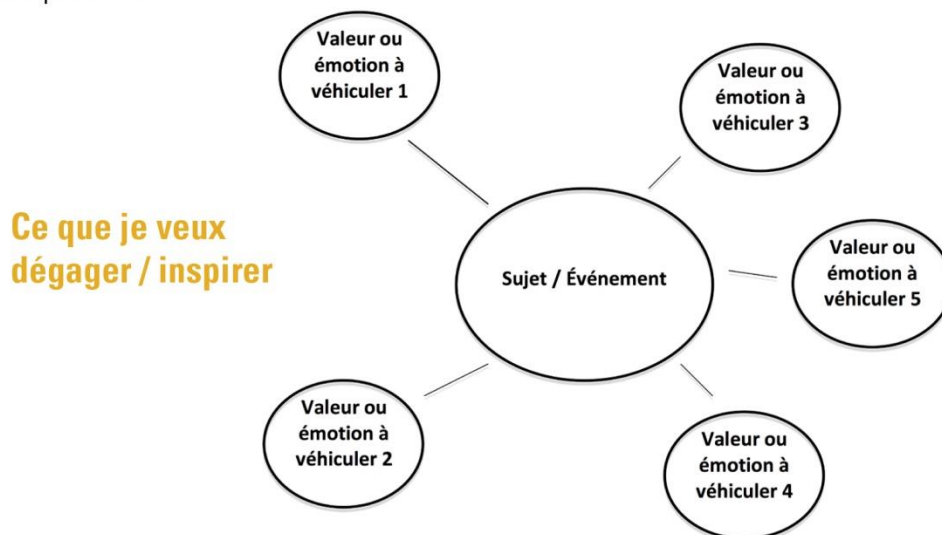 Valeur ou
émotion à
véhiculer 1
Valeur ou
émotion à
véhiculer 3
Ce que je veux
dégager / inspirer
Sujet / Événement
Valeur ou
émotion à
véhiculer 5
Valeur ou
émotion à
véhiculer 2
Valeur ou
émotion à
véhiculer 4